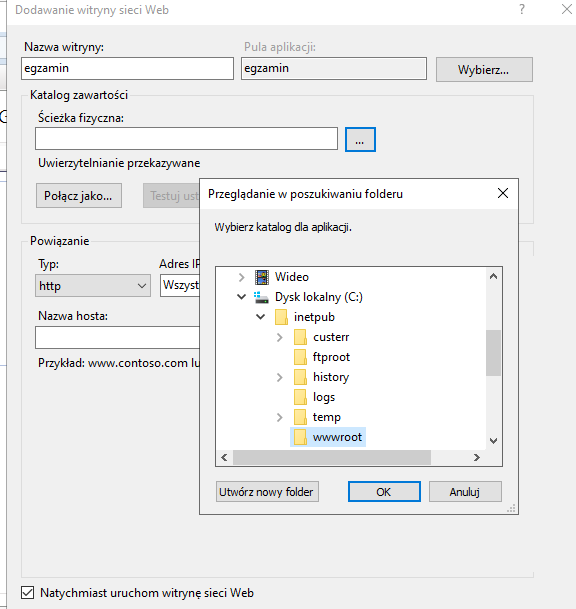 Dodawanie witryny sieci Web
?
Nazwa witryny:
Pula aplikacji:
egzamin
egzamin
Wybierz...
Katalog zawartości
Ścieżka fizyczna:
...
Uwierzytelnianie przekazywane
Połącz jako...
Testuj ust
Przeglądanie w poszukiwaniu folderu
Wybierz katalog dla aplikacji.
Wideo
Dysk lokalny (C:)
inetpub
custerr
ftproot
history
logs
temp
wwwroot
Utwórz nowy folder
OK
Anuluj
Powiązanie
Typ:
Adres IP
http
Wszyst
Nazwa hosta:
Przykład: www.contoso.com lu
Natychmiast uruchom witrynę sieci Web